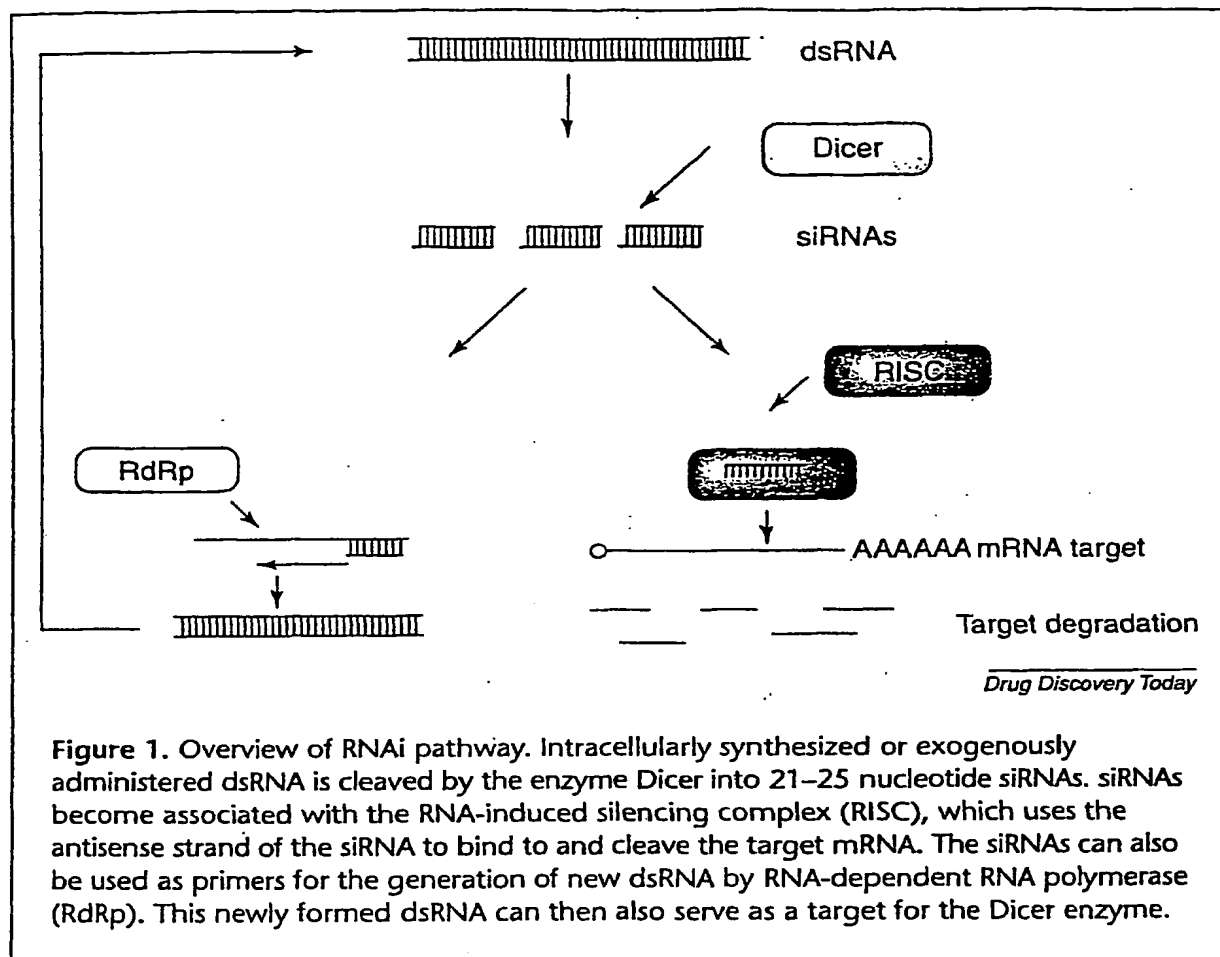 dsRNA
Dicer
siRNAs
RISC
RdRp
AAAAAA mRNA target
Target degradation
Drug Discovery Today
Figure 1. Overview of RNAi pathway. Intracellularly synthesized or exogenously
administered dsRNA is cleaved by the enzyme Dicer into 21–25 nucleotide siRNAs. siRNAs
become associated with the RNA-induced silencing complex (RISC), which uses the
antisense strand of the siRNA to bind to and cleave the target mRNA. The siRNAs can also
be used as primers for the generation of new dsRNA by RNA-dependent RNA polymerase
(RdRp). This newly formed dsRNA can then also serve as a target for the Dicer enzyme.